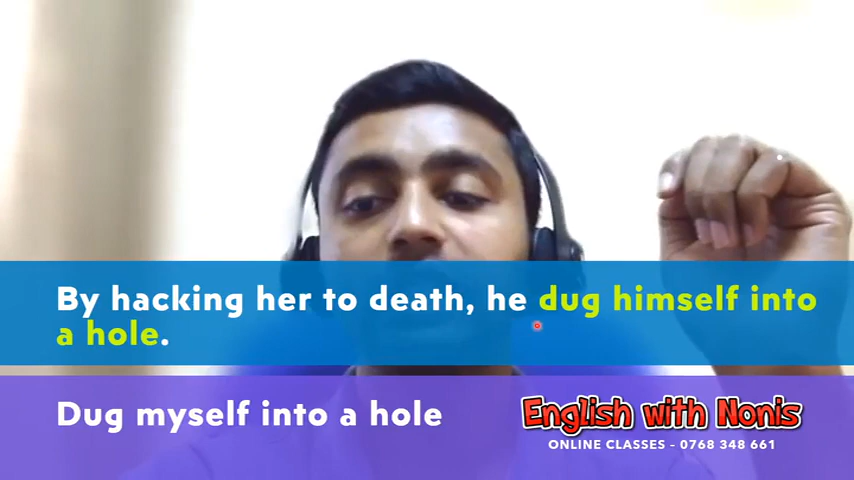 By hacking her to death, he dug himself into
a hole.
Dug myself into a hole
English with Nonis
ONLINE CLASSES - 0768 348 661